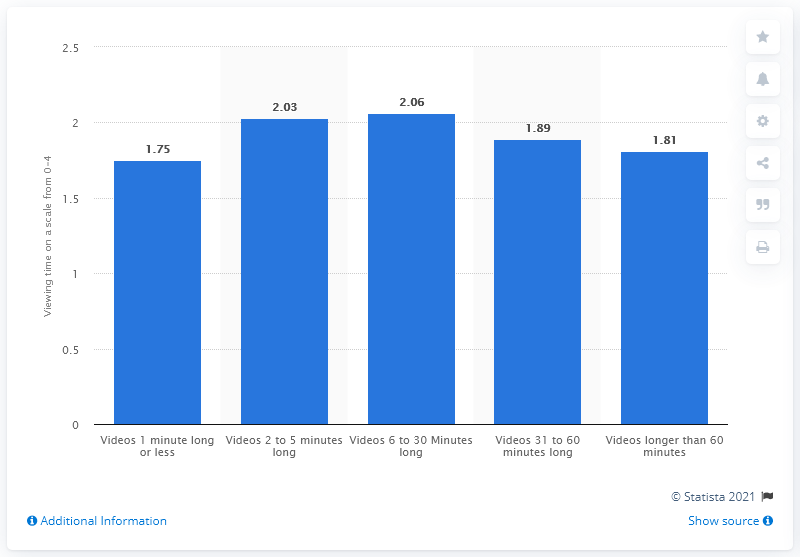 2.5
2
1.5
1
0.5
0
Viewing time on a scale from 0-4
1.75
2.03
2.06
1.89
1.81
Videos 1 minute long
or less
Videos 2 to 5 minutes
long
Videos 6 to 30 Minutes
long
Videos 31 to 60
minutes long
Videos longer than 60
minutes
© Statista 2021
Additional Information
Show source